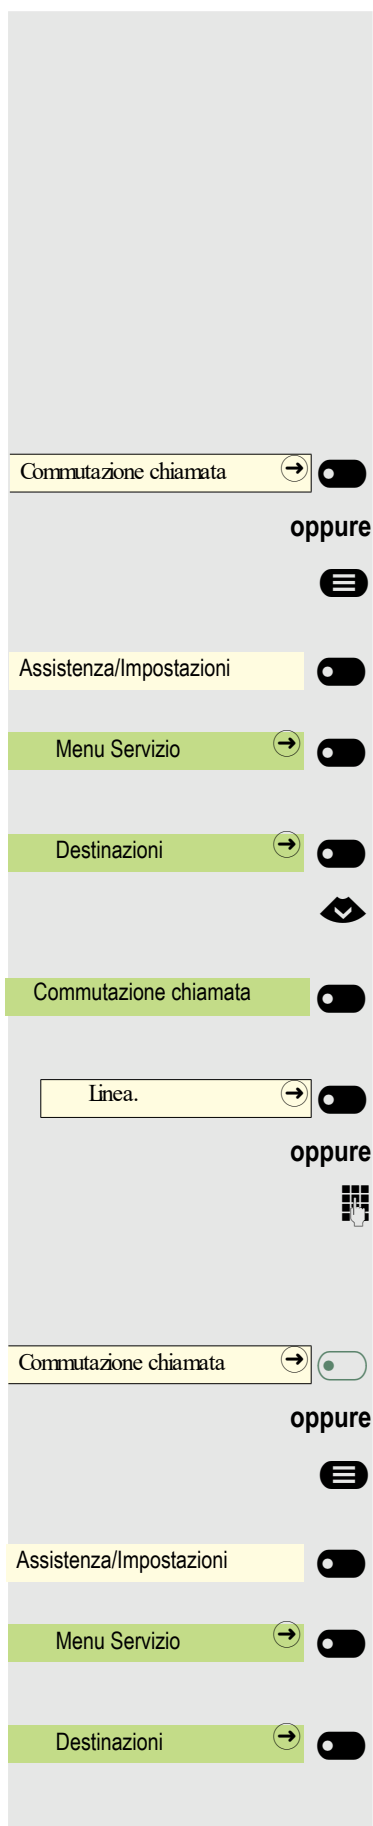 Commutazione chiamata
oppure
Assistenza/Impostazioni
Menu Servizio
Destinazioni
Commutazione chiamata
Linea.
oppure
Commutazione chiamata
oppure
Assistenza/Impostazioni
Menu Servizio
Destinazioni